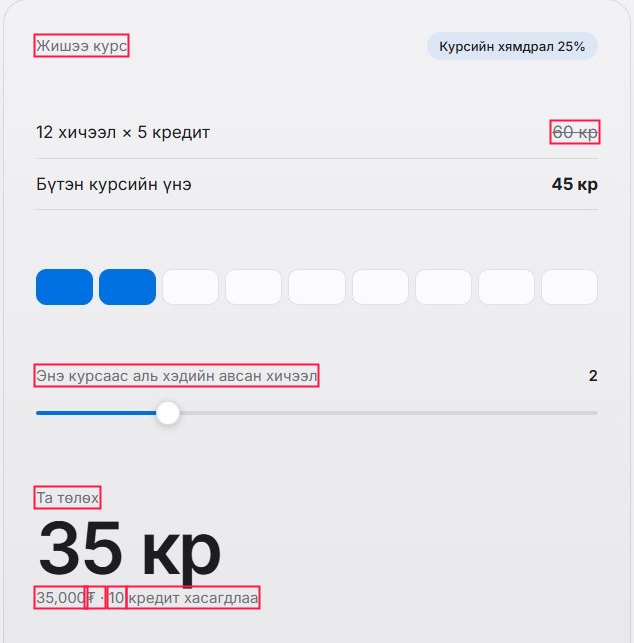 Жишээ курс
Курсийн хямдрал 25%
12 хичээл × 5 кредит
60 кр
Бүтэн курсийн үнэ
45 кр
Энэ курсаас аль хэдийн авсан хичээл
2
Та төлөх
35 кр
35,000₮ · 10 кредит хасагдлаа